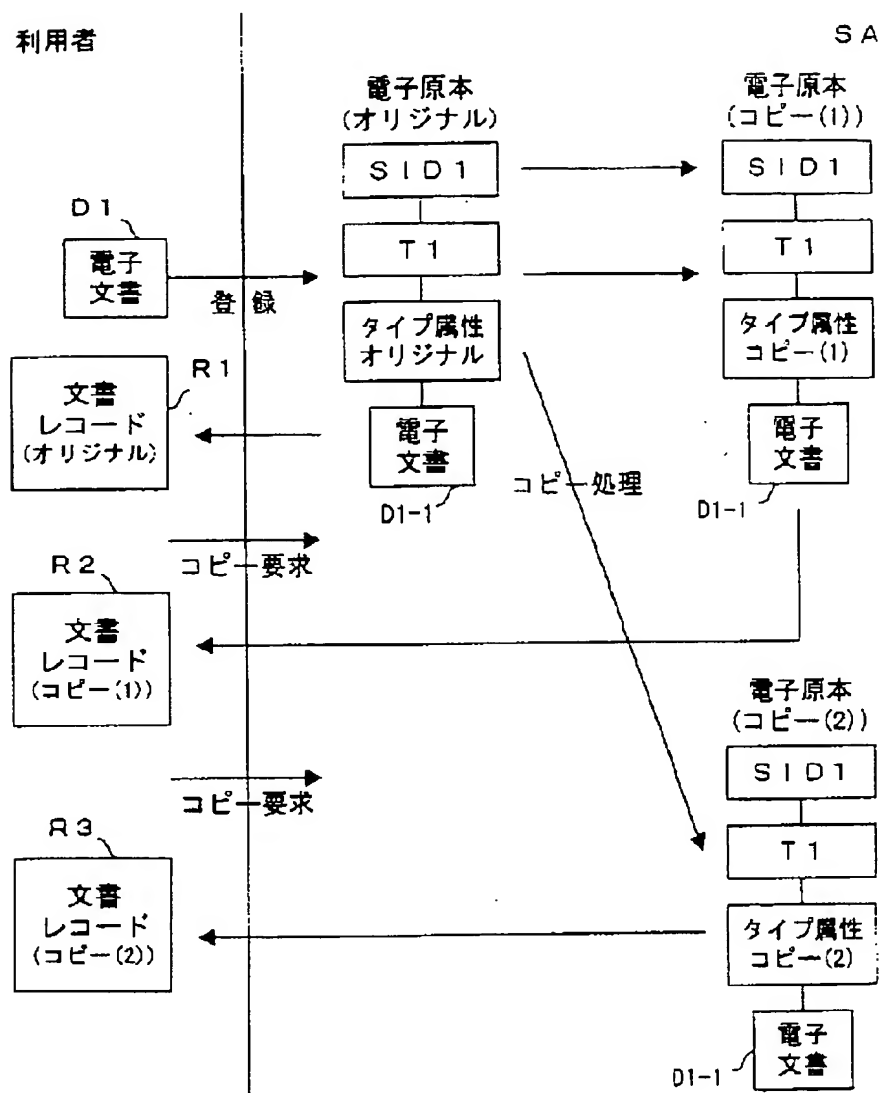 利用者
SA
電子原本
(オリジナル)
SID1
T1
タイプ属性
オリジナル
電子
文書
D1-1
電子原本
(コピー(1))
SID1
T1
タイプ属性
コピー(1)
電子
文書
D1-1
D1
電子
文書
登録
R1
文書
レコード
(オリジナル)
コピー処理
コピー要求
R2
文書
レコード
(コピー(1))
コピー要求
R3
文書
レコード
(コピー(2))
電子原本
(コピー(2))
SID1
T1
タイプ属性
コピー(2)
電子
文書
D1-1